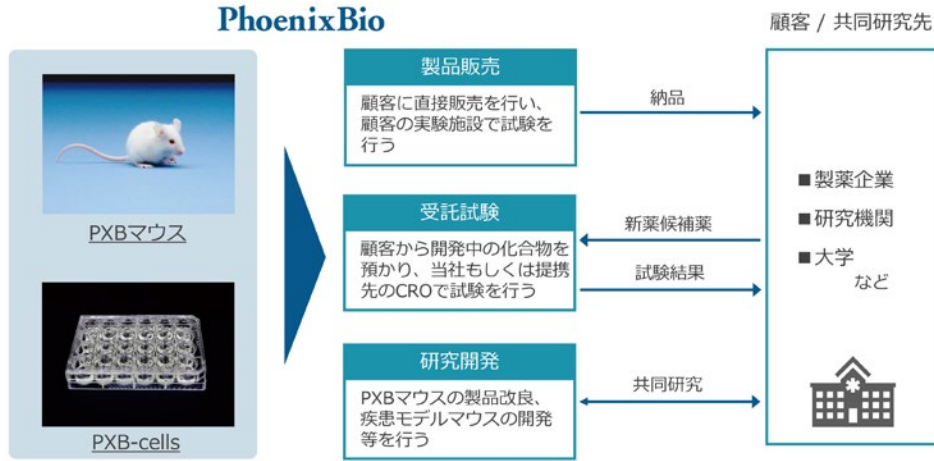 PhoenixBio
PXBマウス
PXB-cells
製品販売
顧客に直接販売を行い、
顧客の実験施設で試験を
行う
受託試験
顧客から開発中の化合物を
預かり、当社もしくは提携
先のCROで試験を行う
研究開発
PXBマウスの製品改良、
疾患モデルマウスの開発
等を行う
納品
新薬候補薬
試験結果
共同研究
顧客 / 共同研究先
■製薬企業
■研究機関
■大学
など